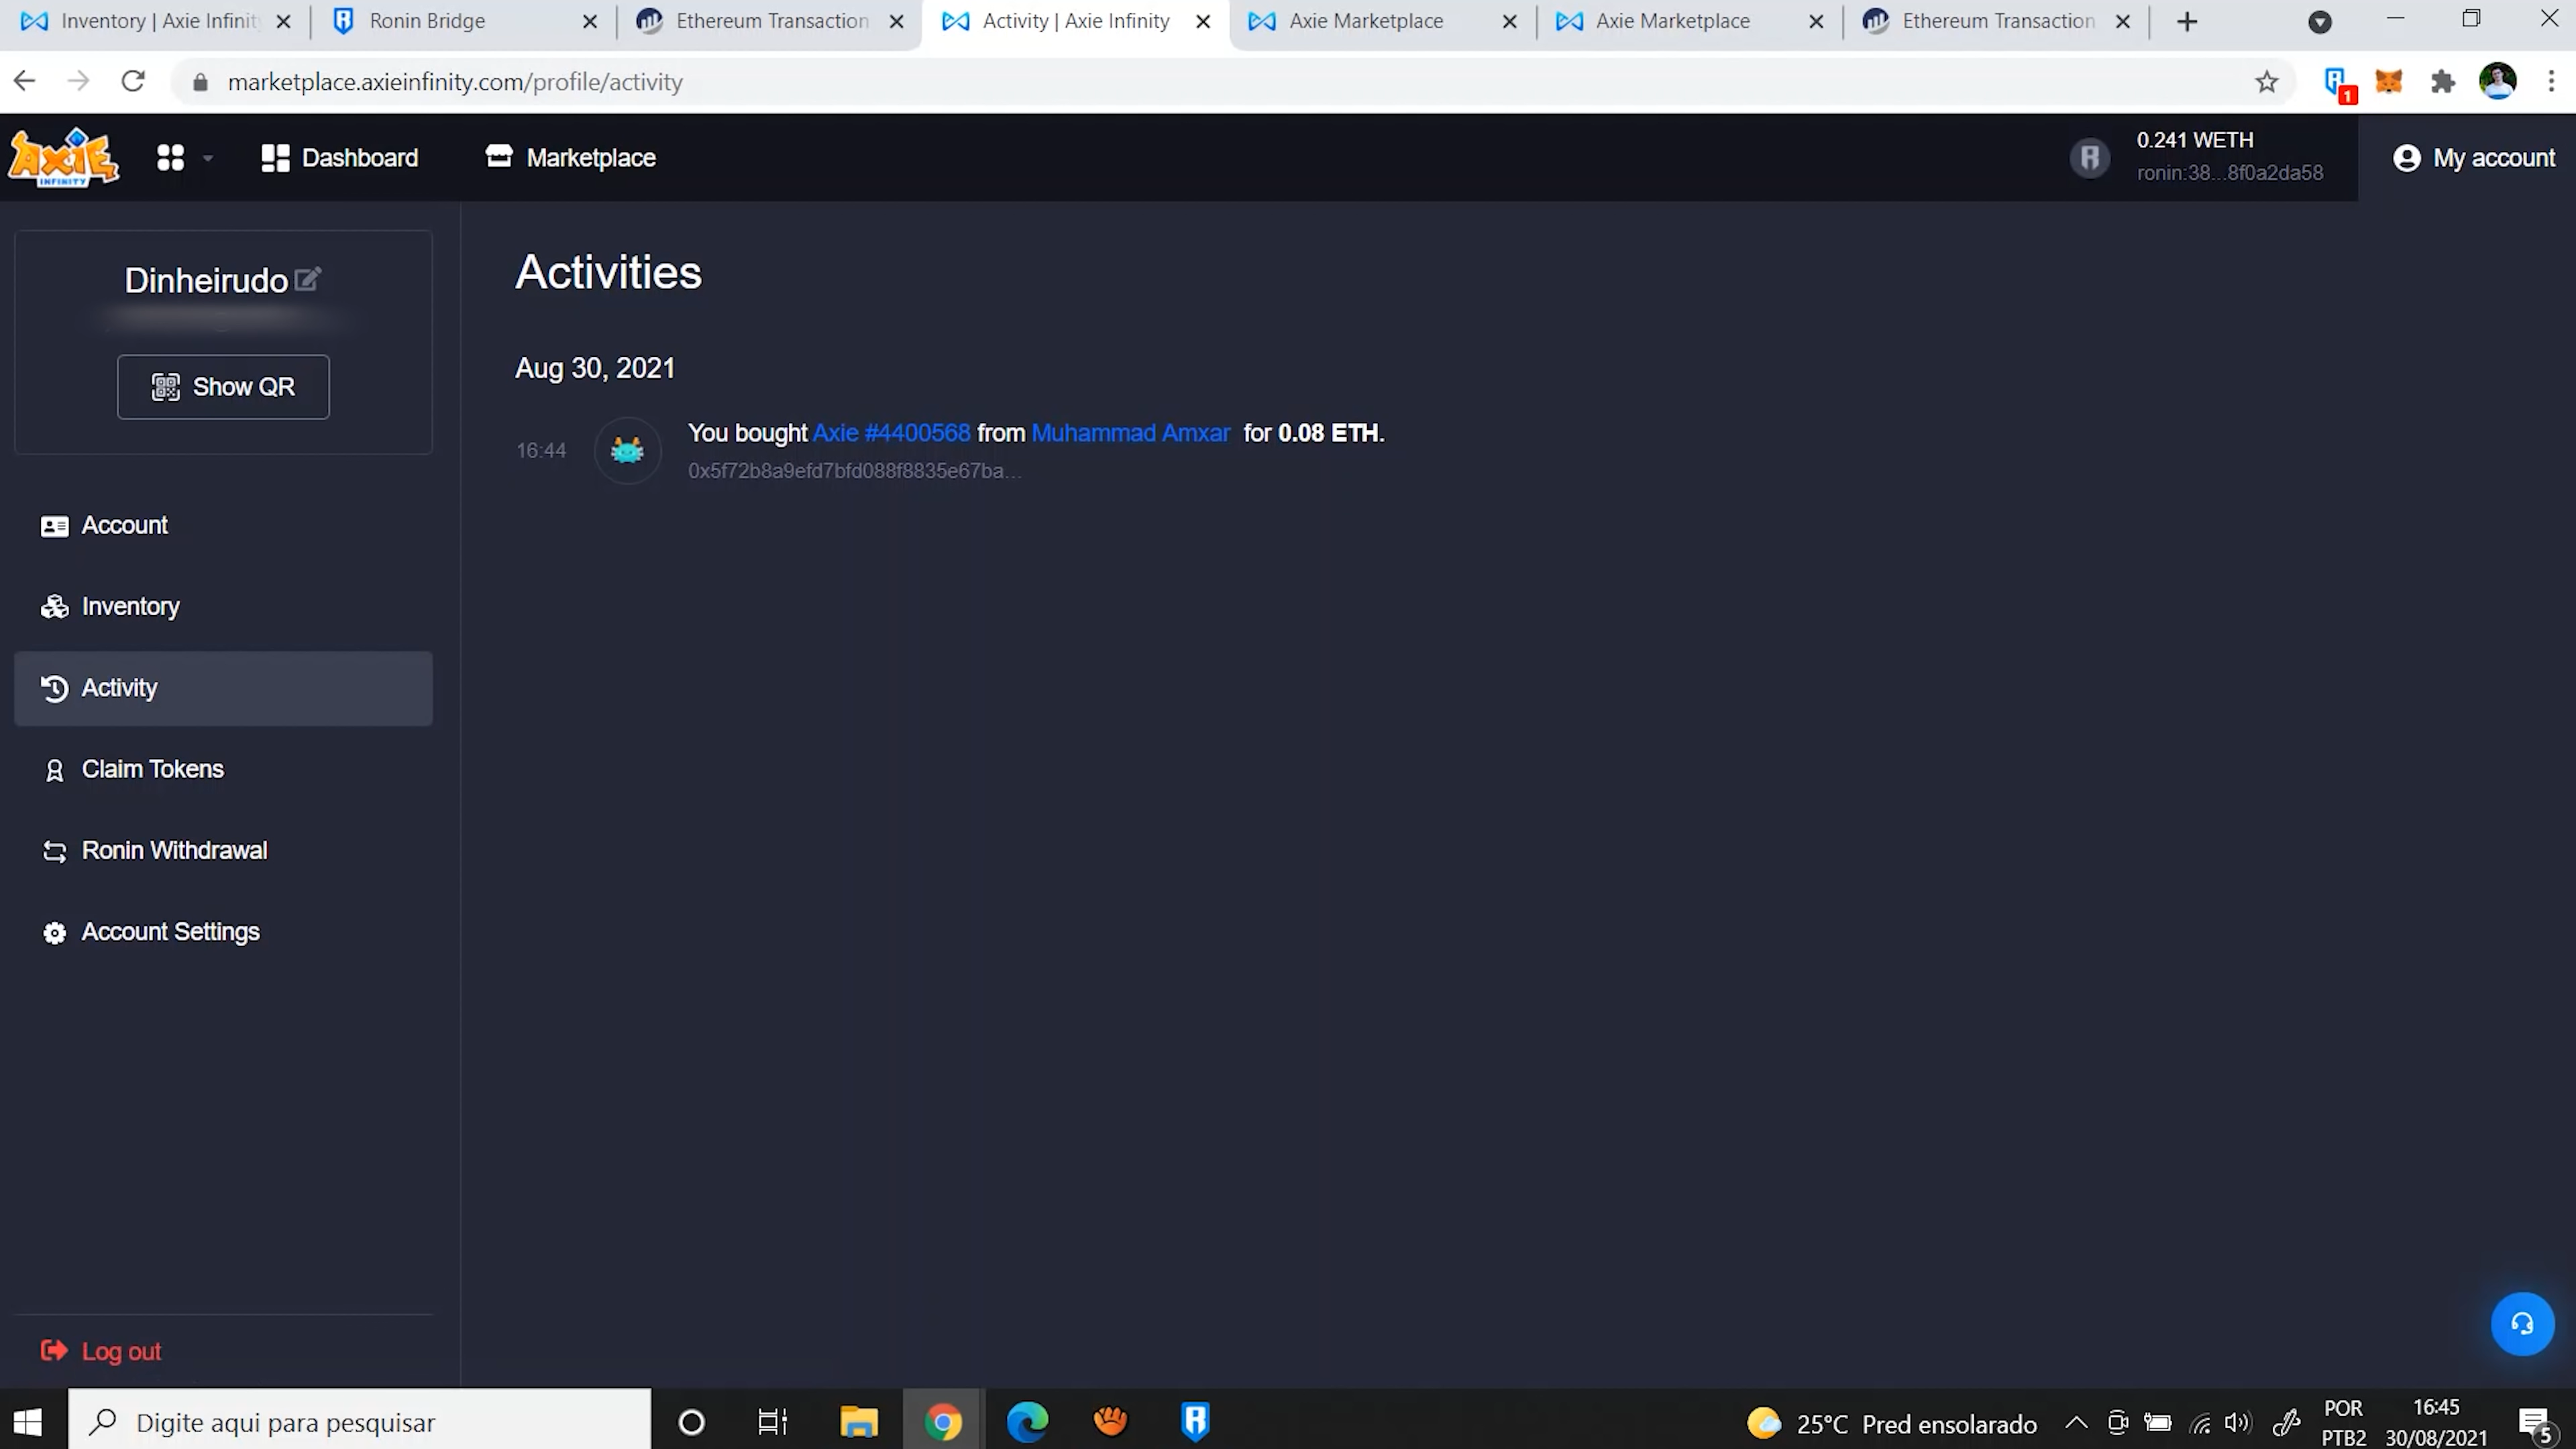 Inventory | Axie Infinit
Ronin Bridge
Ethereum Transaction
Activity | Axie Infinity
Axie Marketplace
Axie Marketplace
Ethereum Transaction
marketplace.axieinfinity.com/profile/activity
1
AXIE
INFINITY
Dashboard
Marketplace
0.241 WETH
ronin:38...8f0a2da58
My account
Dinheirudo
Show QR
Account
Inventory
Activity
Claim Tokens
Ronin Withdrawal
Account Settings
Log out
Activities
Aug 30, 2021
16:44
You bought Axie #4400568 from Muhammad Amxar for 0.08 ETH.
0x5f72b8a9efd7bfd088f8835e67ba...
Digite aqui para pesquisar
25°C Pred ensolarado
POR
PTB2
16:45
30/08/2021
5